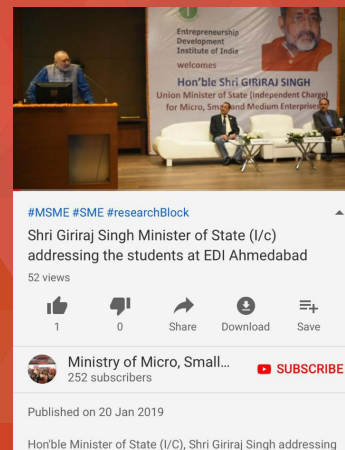 Entrepreneurship
Development
Institute of India
welcomes
Hon'ble Shri GIRIRAJ SINGH
Union Minister of State (Independent Charge)
for Micro, Small and Medium Enterprises
#MSME #SME #researchBlock
Shri Giriraj Singh Minister of State (I/c)
addressing the students at EDI Ahmedabad
52 views
1 0 Share Download Save
Ministry of Micro, Small...
252 subscribers
SUBSCRIBE
Published on 20 Jan 2019
Hon'ble Minister of State (I/C), Shri Giriraj Singh addressing